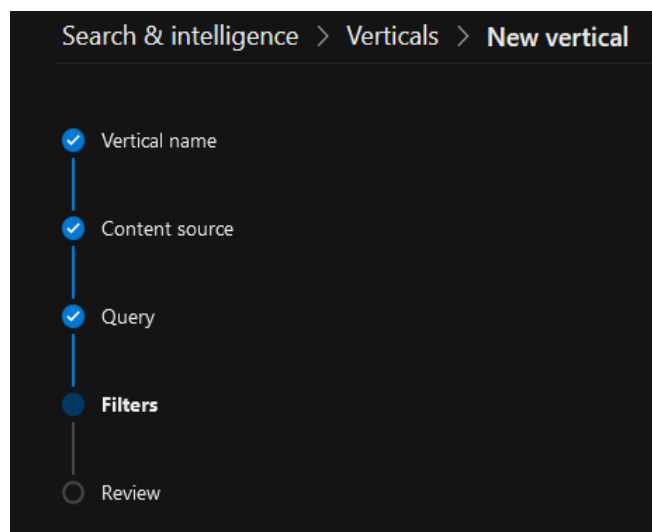 Search & intelligence > Verticals > New vertical
Vertical name
Content source
Query
Filters
Review